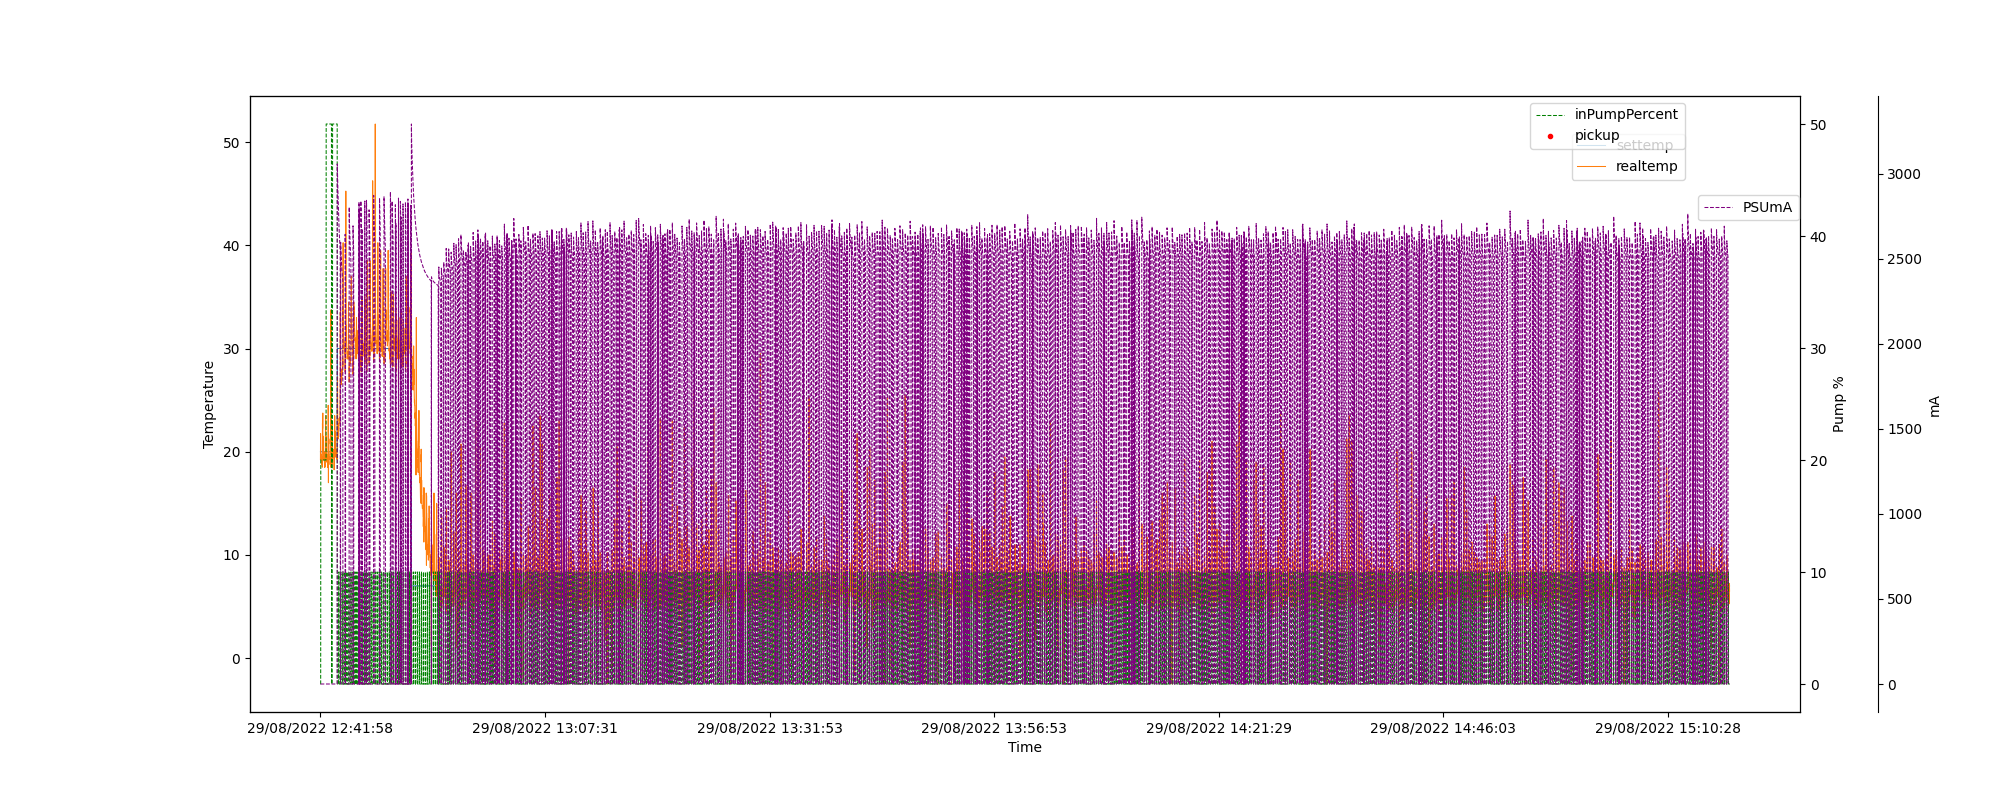 inPumpPercent
pickup
settemp
realtemp
PSUmA
50
40
30
20
10
0
Temperature
50
40
30
20
10
0
Pump %
3000
2500
2000
1500
1000
500
0
mA
29/08/2022 12:41:58
29/08/2022 13:07:31
29/08/2022 13:31:53
29/08/2022 13:56:53
29/08/2022 14:21:29
29/08/2022 14:46:03
29/08/2022 15:10:28
Time